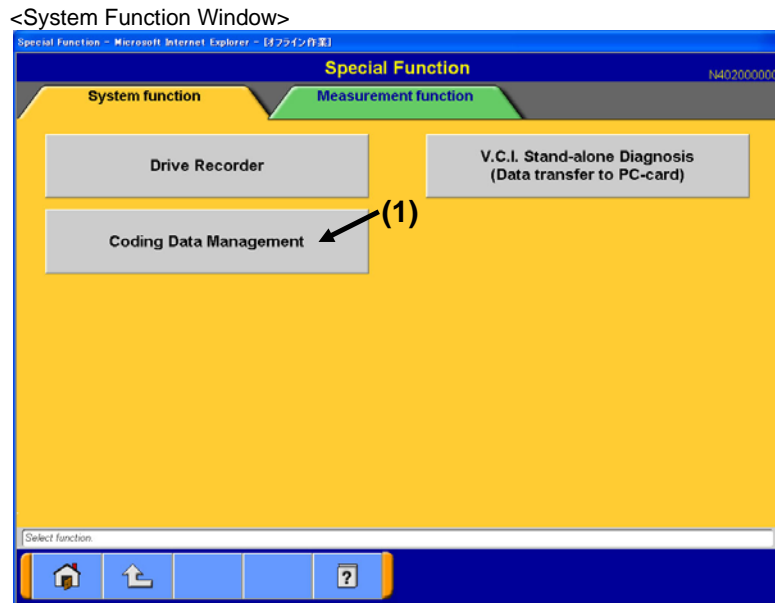 <System Function Window>
Special Function - Microsoft Internet Explorer - [オフライン作業]
Special Function
N402000000
System function
Measurement function
Drive Recorder
V.C.I. Stand-alone Diagnosis
(Data transfer to PC-card)
(1)
Coding Data Management
Select function.
?